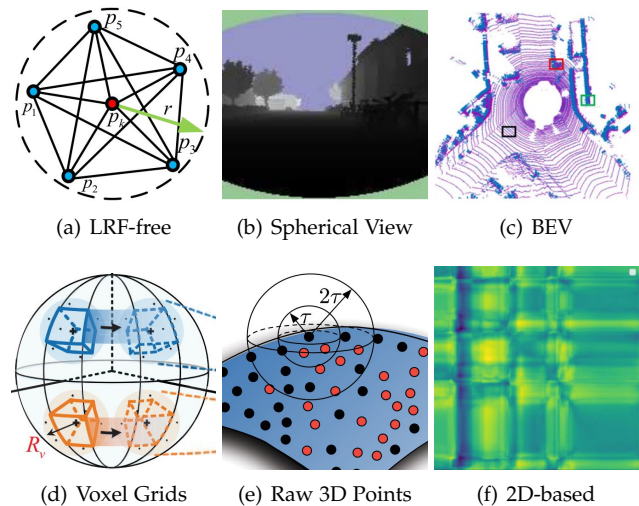 p5
p4
p1
pk
r
p3
p2
(a) LRF-free
(b) Spherical View
(c) BEV
Rv
τ
2τ
(d) Voxel Grids
(e) Raw 3D Points
(f) 2D-based